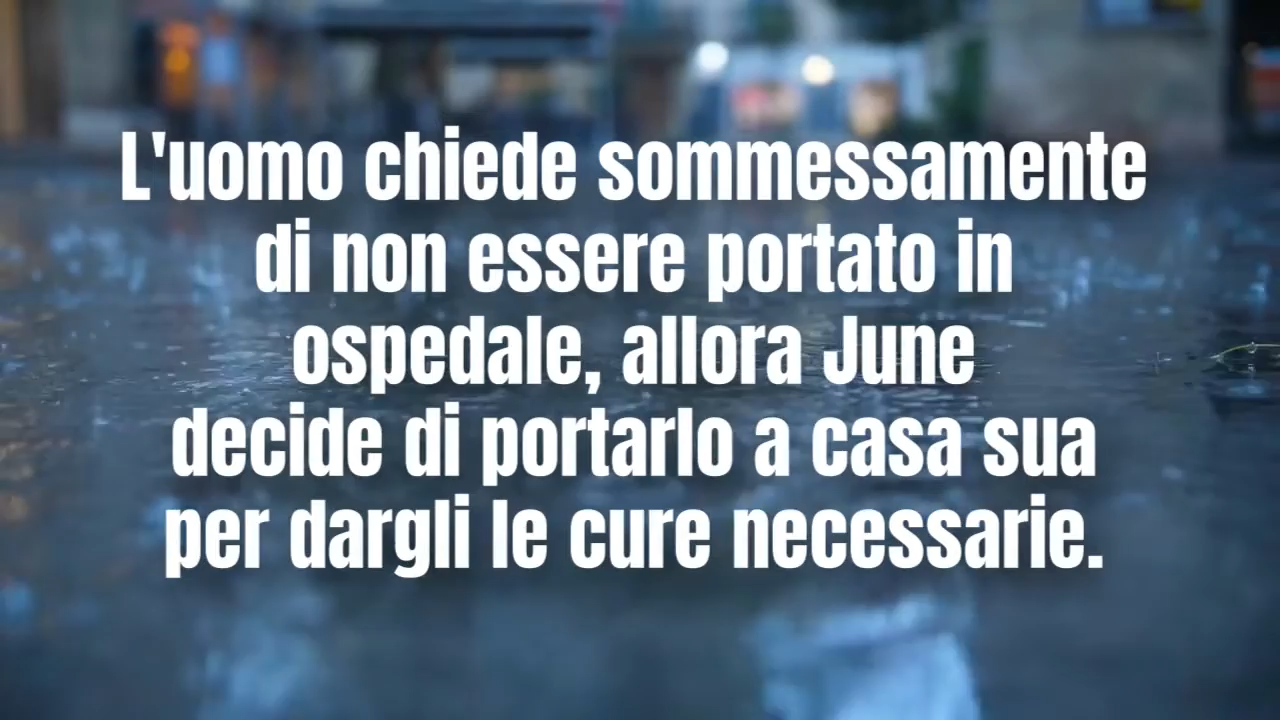 L'uomo chiede sommessamente
di non essere portato in
ospedale, allora June
decide di portarlo a casa sua
per dargli le cure necessarie.